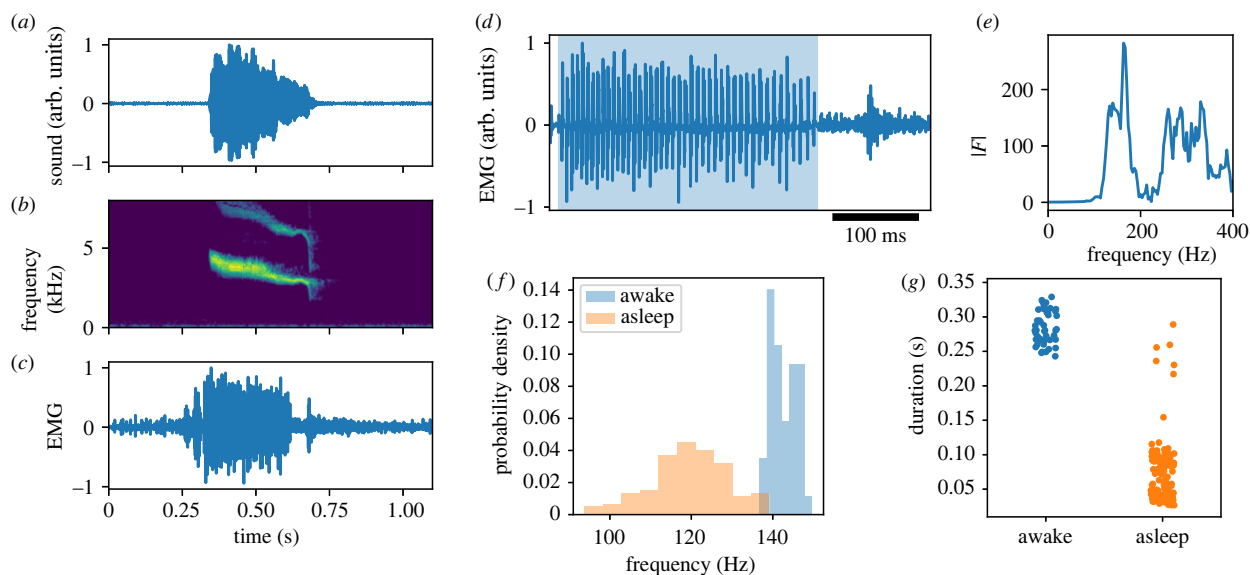 (a)
sound (arb. units)
1
0
–1
(b)
frequency
(kHz)
5
0
(c)
EMG
1
0
–1
0
0.25
0.50
0.75
1.00
time (s)
(d)
EMG (arb. units)
1
0
–1
100 ms
(e)
|F|
200
100
0
0
200
400
frequency (Hz)
(f)
probability density
0.14
0.12
0.10
0.08
0.06
0.04
0.02
0
awake
asleep
100
120
140
frequency (Hz)
(g)
duration (s)
0.35
0.30
0.25
0.20
0.15
0.10
0.05
awake
asleep